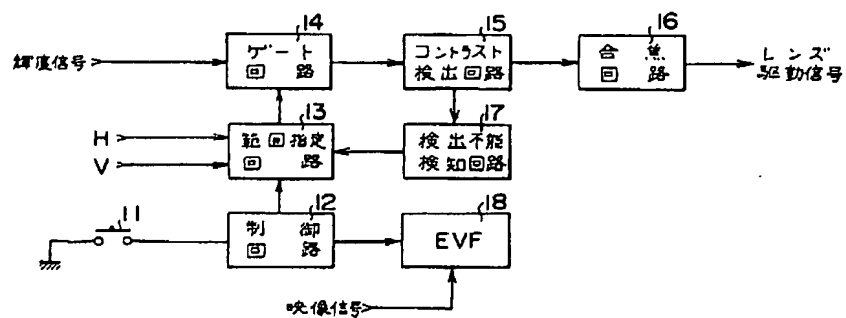 14
ゲート
回路
15
コントラスト
検出回路
16
合焦
回路
輝度信号
レンズ
駆動信号
13
範囲指定
回路
17
検出不能
検知回路
H
V
11
12
制御
回路
18
EVF
映像信号